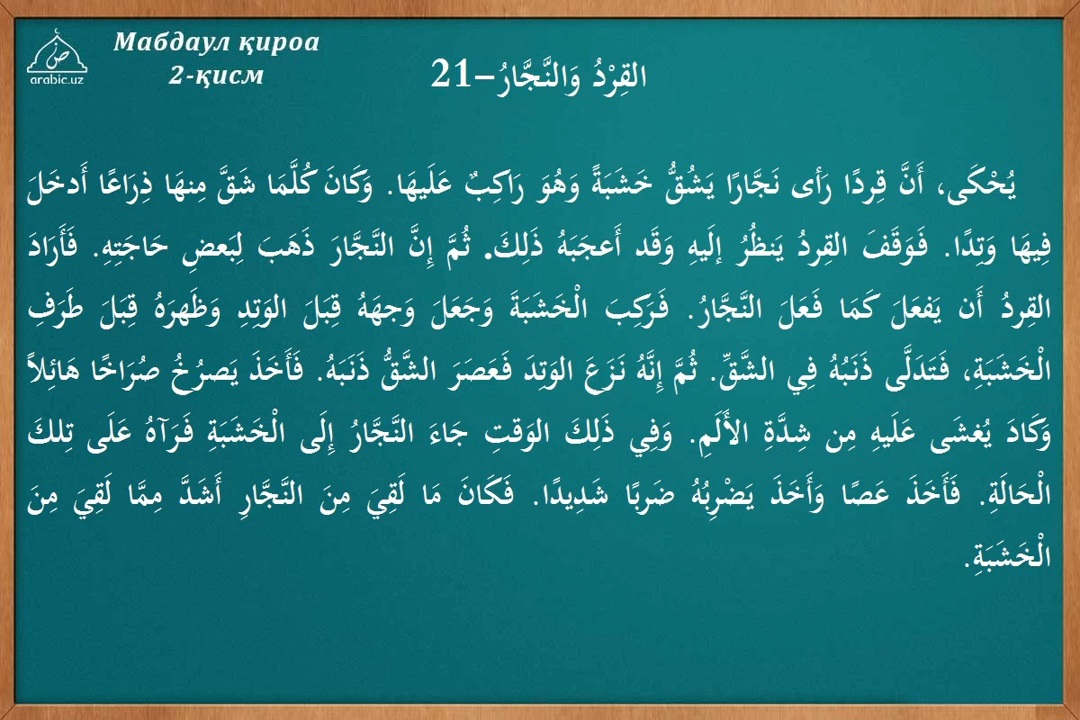 Мабдаул қироа
2-қисм
arabic.uz
21–القِرْدُ وَالنَّجَّارُ
يُحْكَى، أَنَّ قِردًا رَأى نَجَّارًا يَشُقُّ خَشبَةً وَهُوَ رَاكِبٌ عَلَيهَا. وَكَانَ كُلَّمَا شَقَّ مِنهَا ذِرَاعًا أَدخَلَ
فِيهَا وَتِدًا. فَوَقَفَ القِردُ يَنظُرُ إلَيهِ وَقَد أَعجَبَهُ ذَلِكَ. ثُمَّ إِنَّ النَّجَّارَ ذَهَبَ لِبَعضِ حَاجَتِهِ. فَأَرَادَ
القِردُ أَن يَفعَلَ كَمَا فَعَلَ النَّجَّارُ. فَرَكِبَ الْخَشَبَةَ وَجَعَلَ وَجهَهُ قِبَلَ الوَتِدِ وَظَهرَهُ قِبَلَ طَرَفِ
الْخَشَبَةِ، فَتَدَلَّى ذَنَبُهُ فِي الشَّقِّ. ثُمَّ إِنَّهُ نَزَعَ الوَتِدَ فَعَصَرَ الشَّقُّ ذَنَبَهُ. فَأَخَذَ يَصرُخُ صُرَاخًا هَائِلاً
وَكَادَ يُغشَى عَلَيهِ مِن شِدَّةِ الأَلَمِ. وَفِي ذَلِكَ الوَقتِ جَاءَ النَّجَّارُ إِلَى الْخَشَبَةِ فَرَآهُ عَلَى تِلكَ
الْحَالَةِ. فَأَخَذَ عَصًا وَأَخَذَ يَضْرِبُهُ ضَربًا شَدِيدًا. فَكَانَ مَا لَقِيَ مِنَ النَّجَّارِ أَشَدَّ مِمَّا لَقِيَ مِنَ
الْخَشَبَةِ.